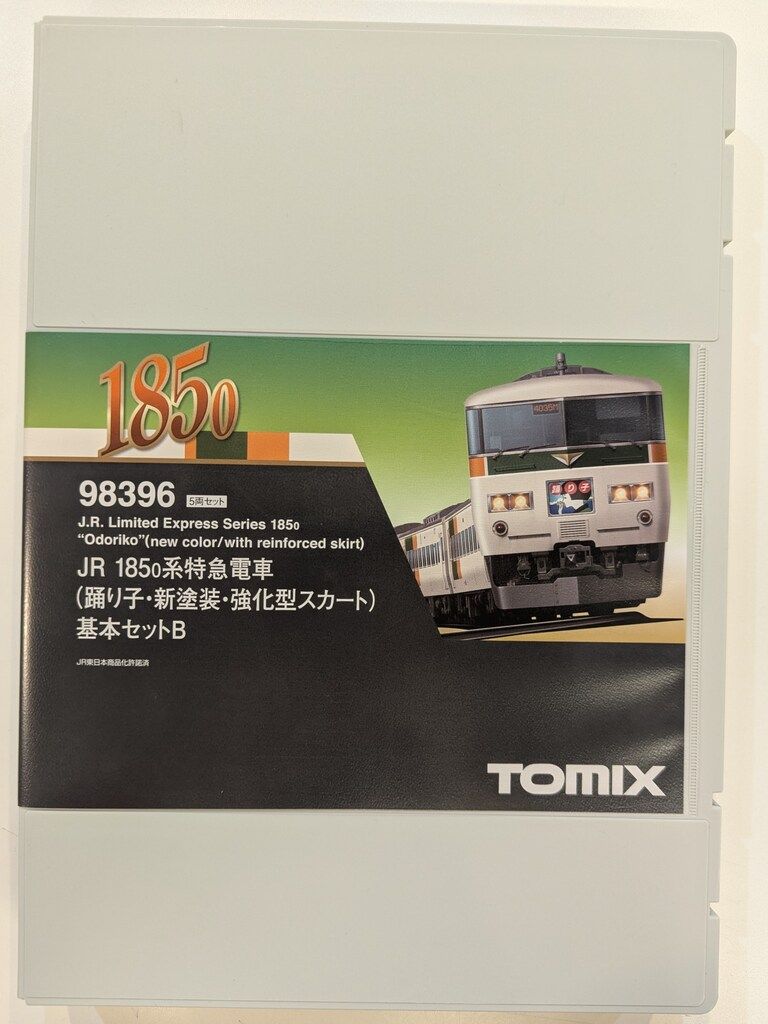 1850
98396 5両セット
J.R. Limited Express Series 1850
“Odoriko”(new color/with reinforced skirt)
JR 1850系特急電車
(踊り子・新塗装・強化型スカート)
基本セットB
JR東日本商品化許諾済
4035M
踊り子
TOMIX